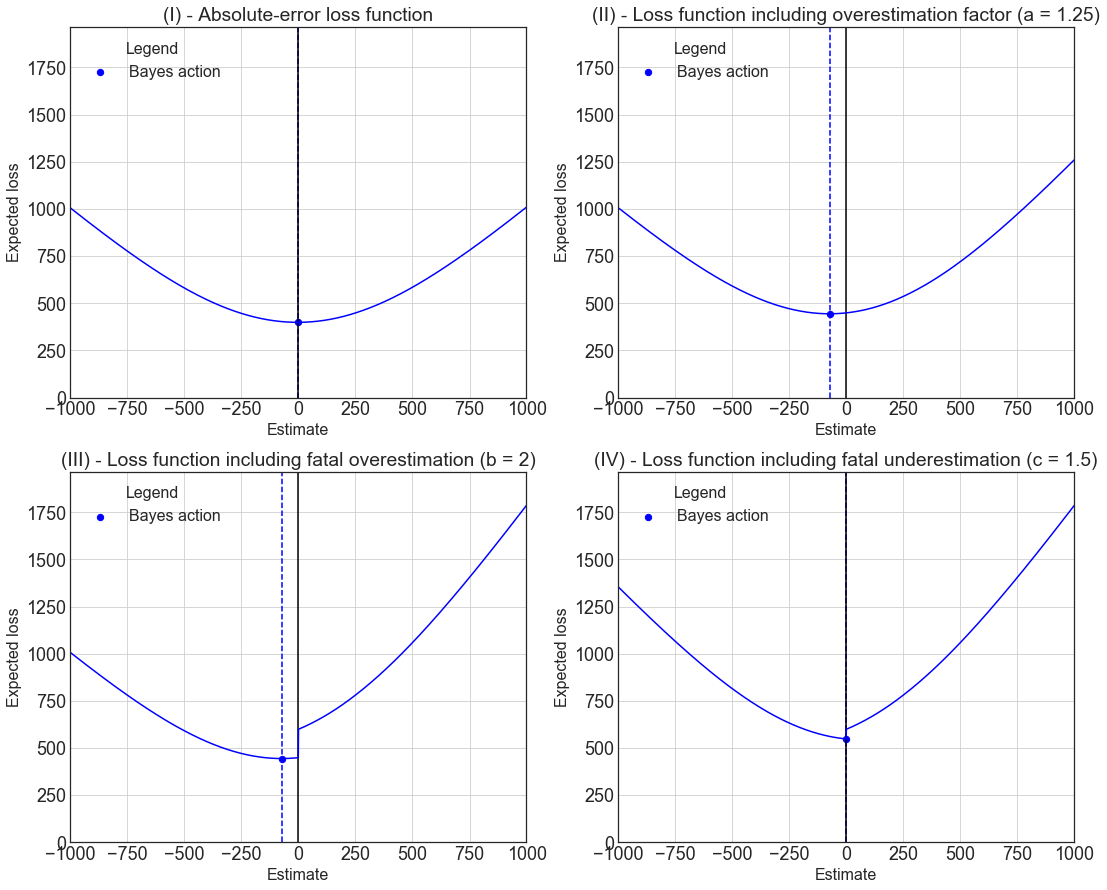 (I) - Absolute-error loss function
Legend
Bayes action
1750
1500
1250
1000
750
500
250
0
Expected loss
−1000 −750 −500 −250 0 250 500 750 1000
Estimate
(II) - Loss function including overestimation factor (a = 1.25)
Legend
Bayes action
1750
1500
1250
1000
750
500
250
0
Expected loss
−1000 −750 −500 −250 0 250 500 750 1000
Estimate
(III) - Loss function including fatal overestimation (b = 2)
Legend
Bayes action
1750
1500
1250
1000
750
500
250
0
Expected loss
−1000 −750 −500 −250 0 250 500 750 1000
Estimate
(IV) - Loss function including fatal underestimation (c = 1.5)
Legend
Bayes action
1750
1500
1250
1000
750
500
250
0
Expected loss
−1000 −750 −500 −250 0 250 500 750 1000
Estimate